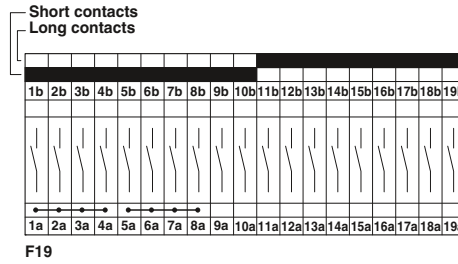 Short contacts
Long contacts
1b 2b 3b 4b 5b 6b 7b 8b 9b 10b 11b 12b 13b 14b 15b 16b 17b 18b 19b
1a 2a 3a 4a 5a 6a 7a 8a 9a 10a 11a 12a 13a 14a 15a 16a 17a 18a 19a
F19